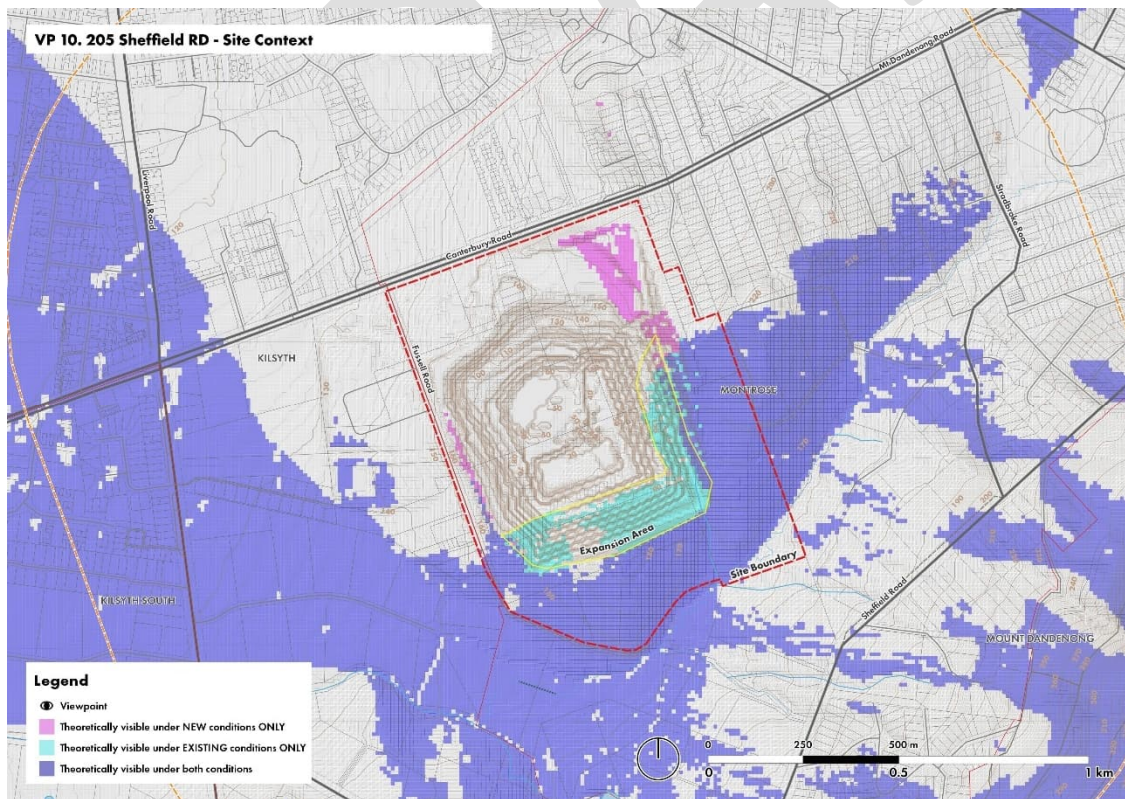 VP 10. 205 Sheffield RD - Site Context
Mt Dandenong Road
Liverpool Road
Canterbury Road
Stradbroke Road
KILSYTH
Fussell Road
MONTROSE
Expansion Area
Site Boundary
KILSYTH SOUTH
Sheffield Road
MOUNT DANDENONG
Legend
Viewpoint
Theoretically visible under NEW conditions ONLY
Theoretically visible under EXISTING conditions ONLY
Theoretically visible under both conditions
0 250 500 m
0 0.5 1 km